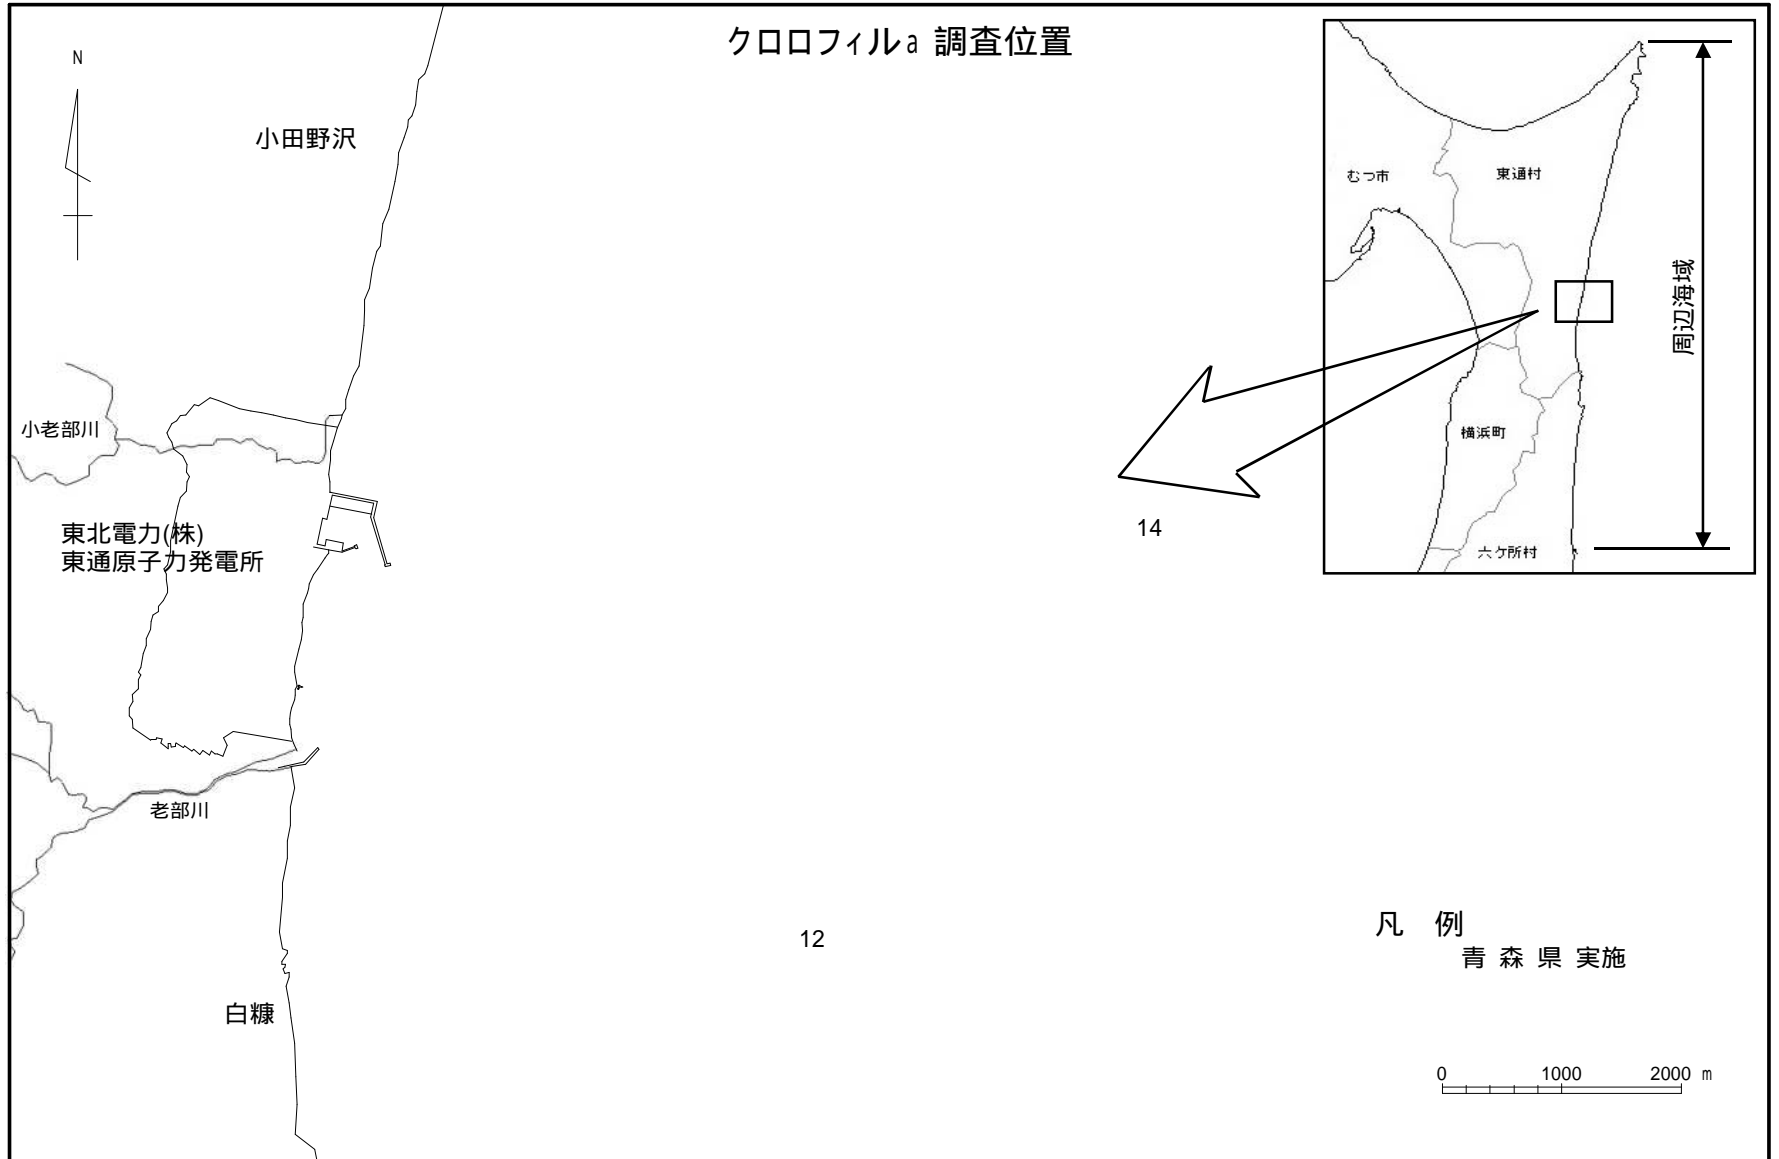 クロロフィルa 調査位置
N
小田野沢
むつ市
東通村
周辺海域
小老部川
横浜町
東北電力(株)
東通原子力発電所
14
六ケ所村
老部川
12
凡 例
青 森 県 実施
白糠
0 1000 2000 m